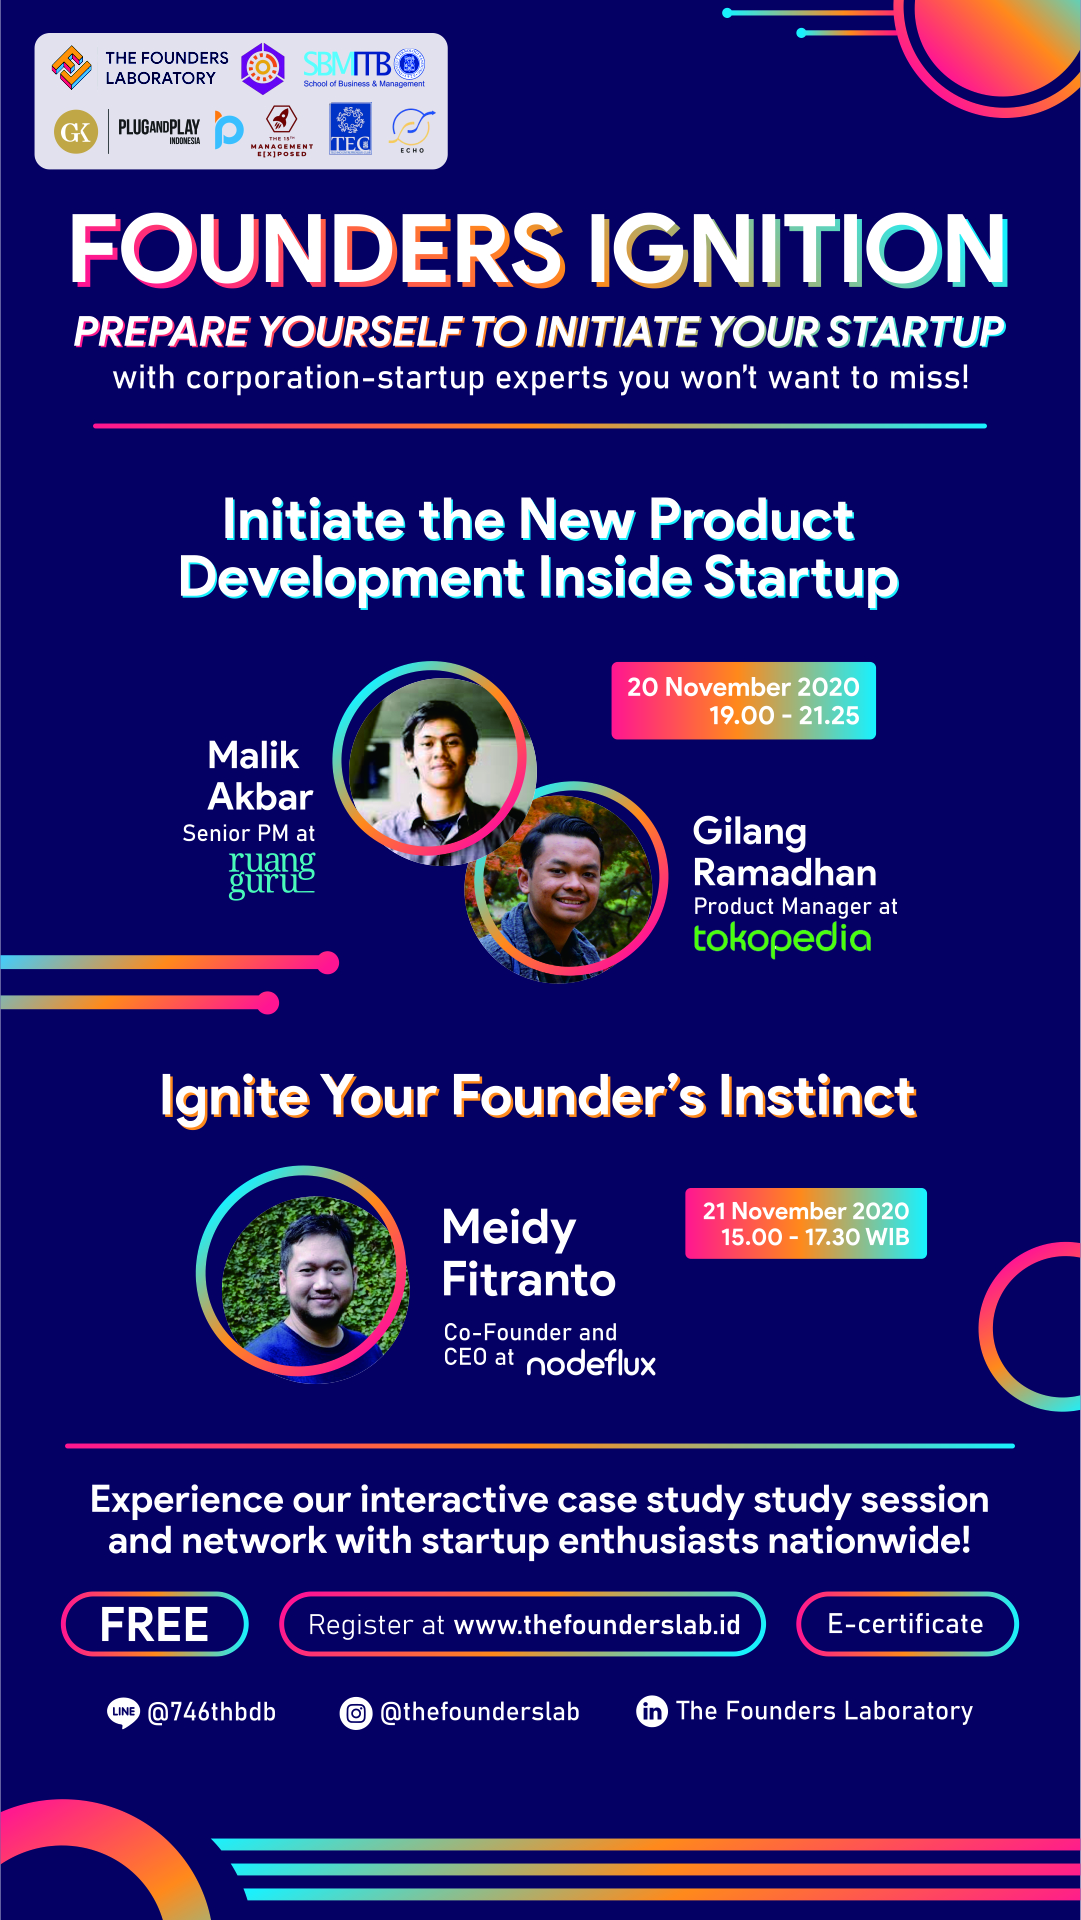 THE FOUNDERS
LABORATORY
SBMITB
School of Business & Management
GK
PLUGANDPLAY
INDONESIA
THE 15TH
MANAGEMENT
E[X]POSED
TEC
ECHO
FOUNDERS IGNITION
PREPARE YOURSELF TO INITIATE YOUR STARTUP
with corporation-startup experts you won't want to miss!
Initiate the New Product
Development Inside Startup
20 November 2020
19.00 - 21.25
Malik
Akbar
Senior PM at
ruang
guru
Gilang
Ramadhan
Product Manager at
tokopedia
Ignite Your Founder's Instinct
21 November 2020
15.00 - 17.30 WIB
Meidy
Fitranto
Co-Founder and
CEO at nodeflux
Experience our interactive case study study session
and network with startup enthusiasts nationwide!
FREE
Register at www.thefounderslab.id
E-certificate
LINE @746thbdb
@thefounderslab
in The Founders Laboratory